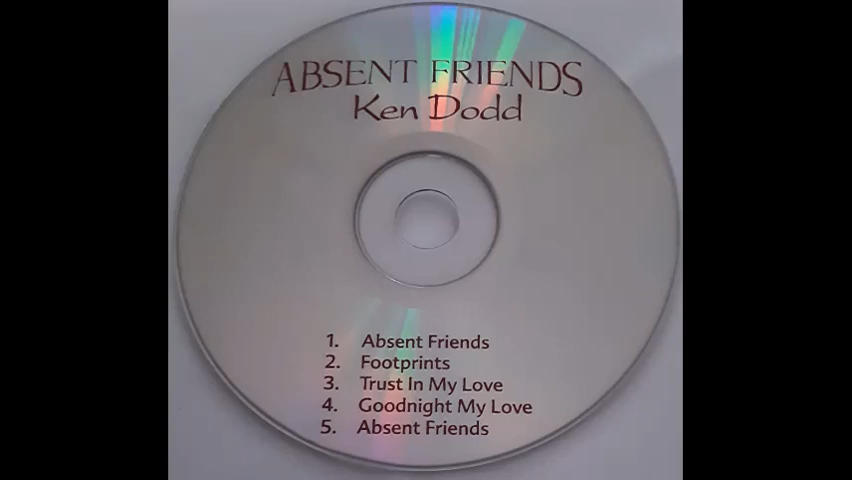 ABSENT FRIENDS
Ken Dodd
1. Absent Friends
2. Footprints
3. Trust In My Love
4. Goodnight My Love
5. Absent Friends